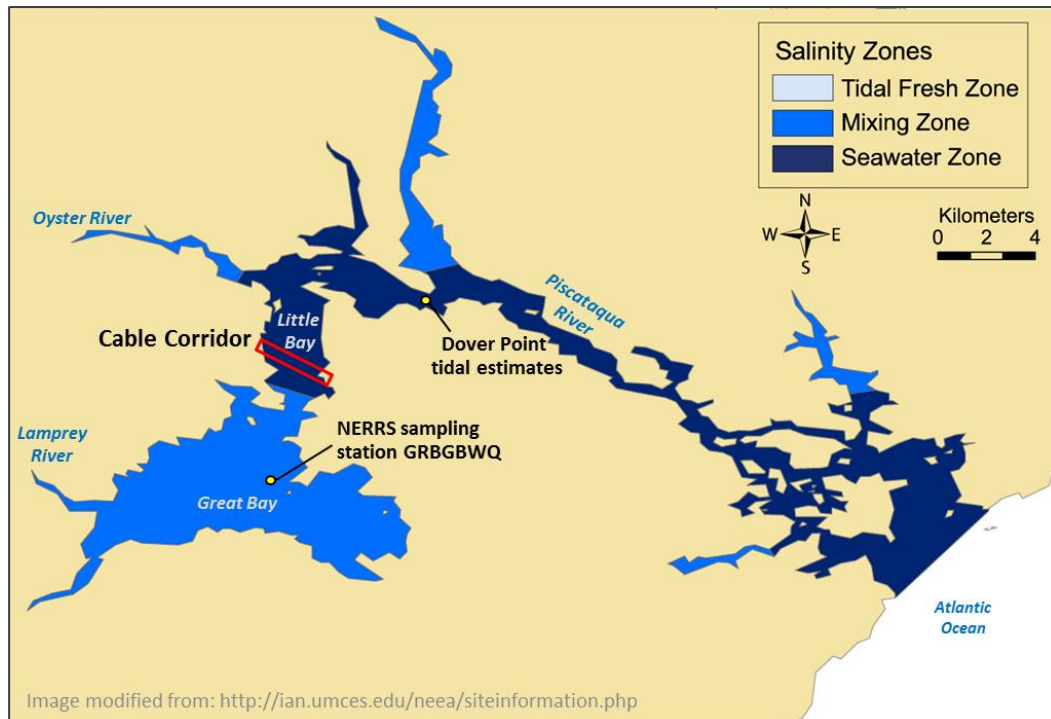 Salinity Zones
Tidal Fresh Zone
Mixing Zone
Seawater Zone
N
W
E
S
Kilometers
0 2 4
Oyster River
Piscataqua
River
Little
Bay
Cable Corridor
Dover Point
tidal estimates
Lamprey
River
NERRS sampling
station GRBGBWQ
Great Bay
Atlantic
Ocean
Image modified from: http://ian.umces.edu/neea/siteinformation.php